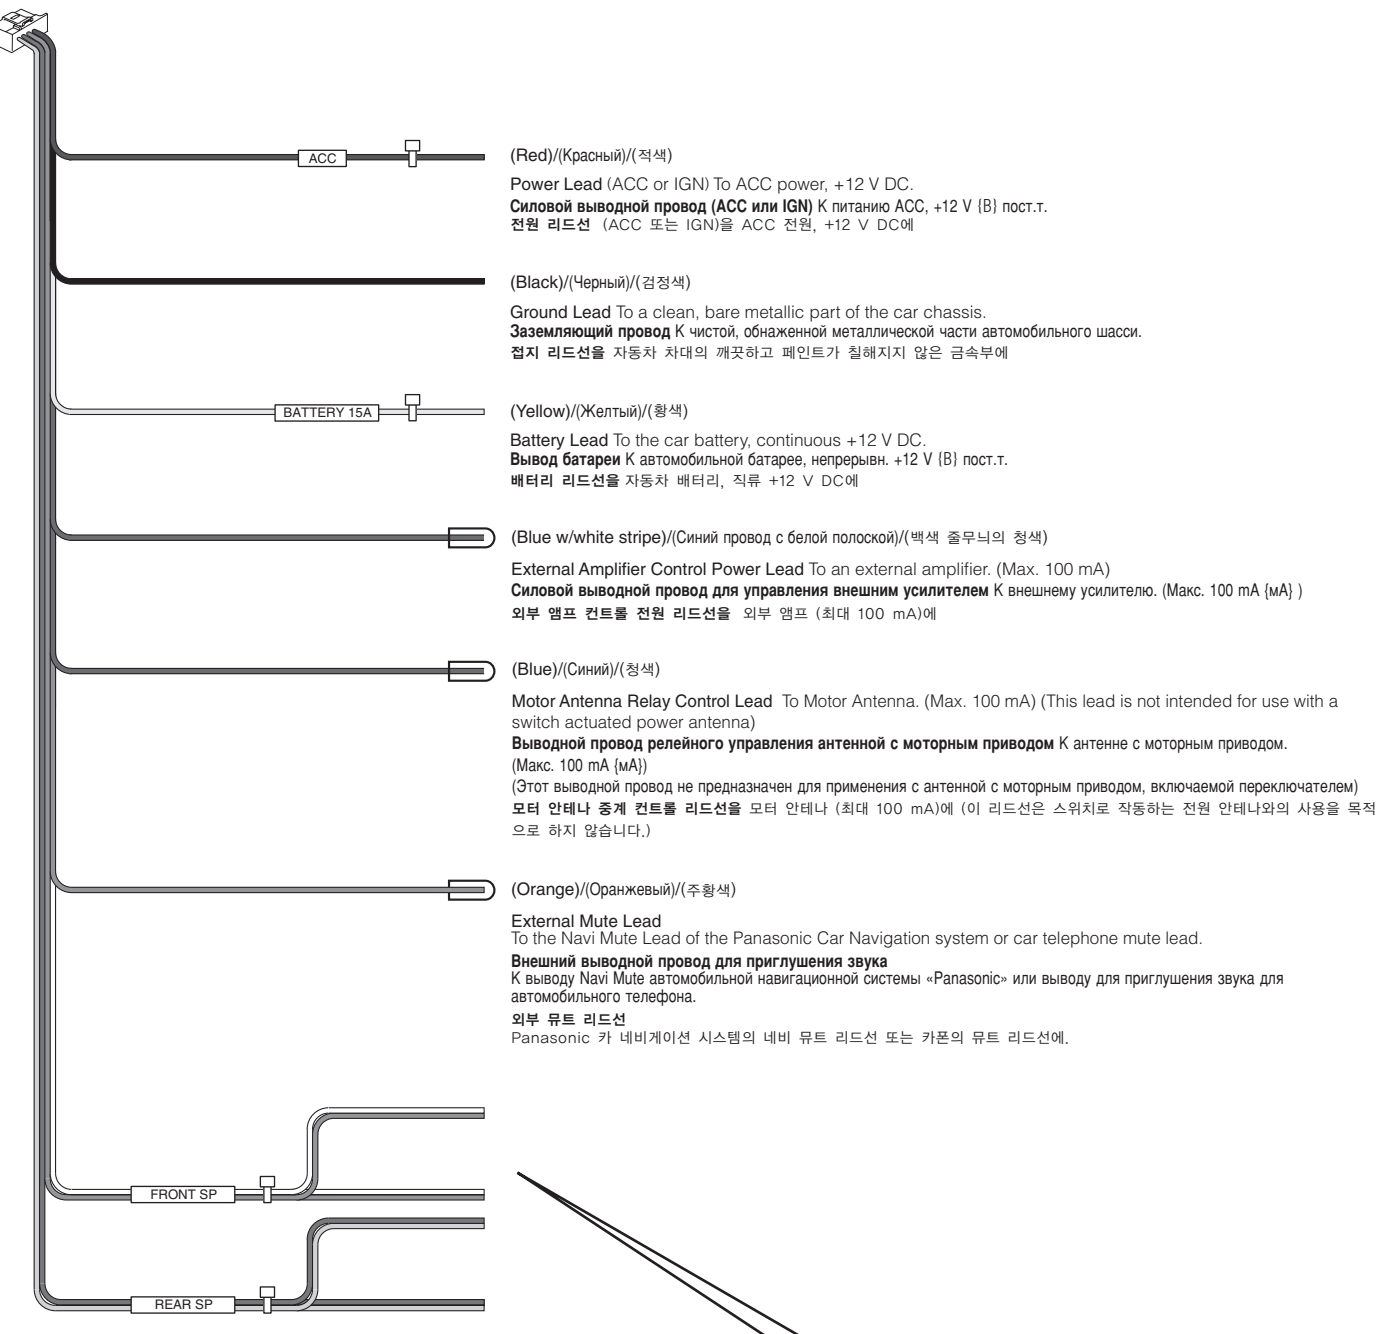 ACC
(Red)/(Красный)/(적색)
Power Lead (ACC or IGN) To ACC power, +12 V DC.
Силовой выводной провод (ACC или IGN) К питанию ACC, +12 V {В} пост.т.
전원 리드선 (ACC 또는 IGN)을 ACC 전원, +12 V DC에
(Black)/(Черный)/(검정색)
Ground Lead To a clean, bare metallic part of the car chassis.
Заземляющий провод К чистой, обнаженной металлической части автомобильного шасси.
접지 리드선을 자동차 차대의 깨끗하고 페인트가 칠해지지 않은 금속부에
BATTERY 15A
(Yellow)/(Желтый)/(황색)
Battery Lead To the car battery, continuous +12 V DC.
Вывод батареи К автомобильной батарее, непрерывн. +12 V {В} пост.т.
배터리 리드선을 자동차 배터리, 직류 +12 V DC에
(Blue w/white stripe)/(Синий провод с белой полоской)/(백색 줄무늬의 청색)
External Amplifier Control Power Lead To an external amplifier. (Max. 100 mA)
Силовой выводной провод для управления внешним усилителем К внешнему усилителю. (Макс. 100 mA {мА} )
외부 앰프 컨트롤 전원 리드선을 외부 앰프 (최대 100 mA)에
(Blue)/(Синий)/(청색)
Motor Antenna Relay Control Lead To Motor Antenna. (Max. 100 mA) (This lead is not intended for use with a
switch actuated power antenna)
Выводной провод релейного управления антенной с моторным приводом К антенне с моторным приводом.
(Макс. 100 mA {мА})
(Этот выводной провод не предназначен для применения с антенной с моторным приводом, включаемой переключателем)
모터 안테나 중계 컨트롤 리드선을 모터 안테나 (최대 100 mA)에 (이 리드선은 스위치로 작동하는 전원 안테나와의 사용을 목적
으로 하지 않습니다.)
(Orange)/(Оранжевый)/(주황색)
External Mute Lead
To the Navi Mute Lead of the Panasonic Car Navigation system or car telephone mute lead.
Внешний выводной провод для приглушения звука
К выводу Navi Mute автомобильной навигационной системы «Panasonic» или выводу для приглушения звука для
автомобильного телефона.
외부 뮤트 리드선
Panasonic 카 네비게이션 시스템의 네비 뮤트 리드선 또는 카폰의 뮤트 리드선에.
FRONT SP
REAR SP